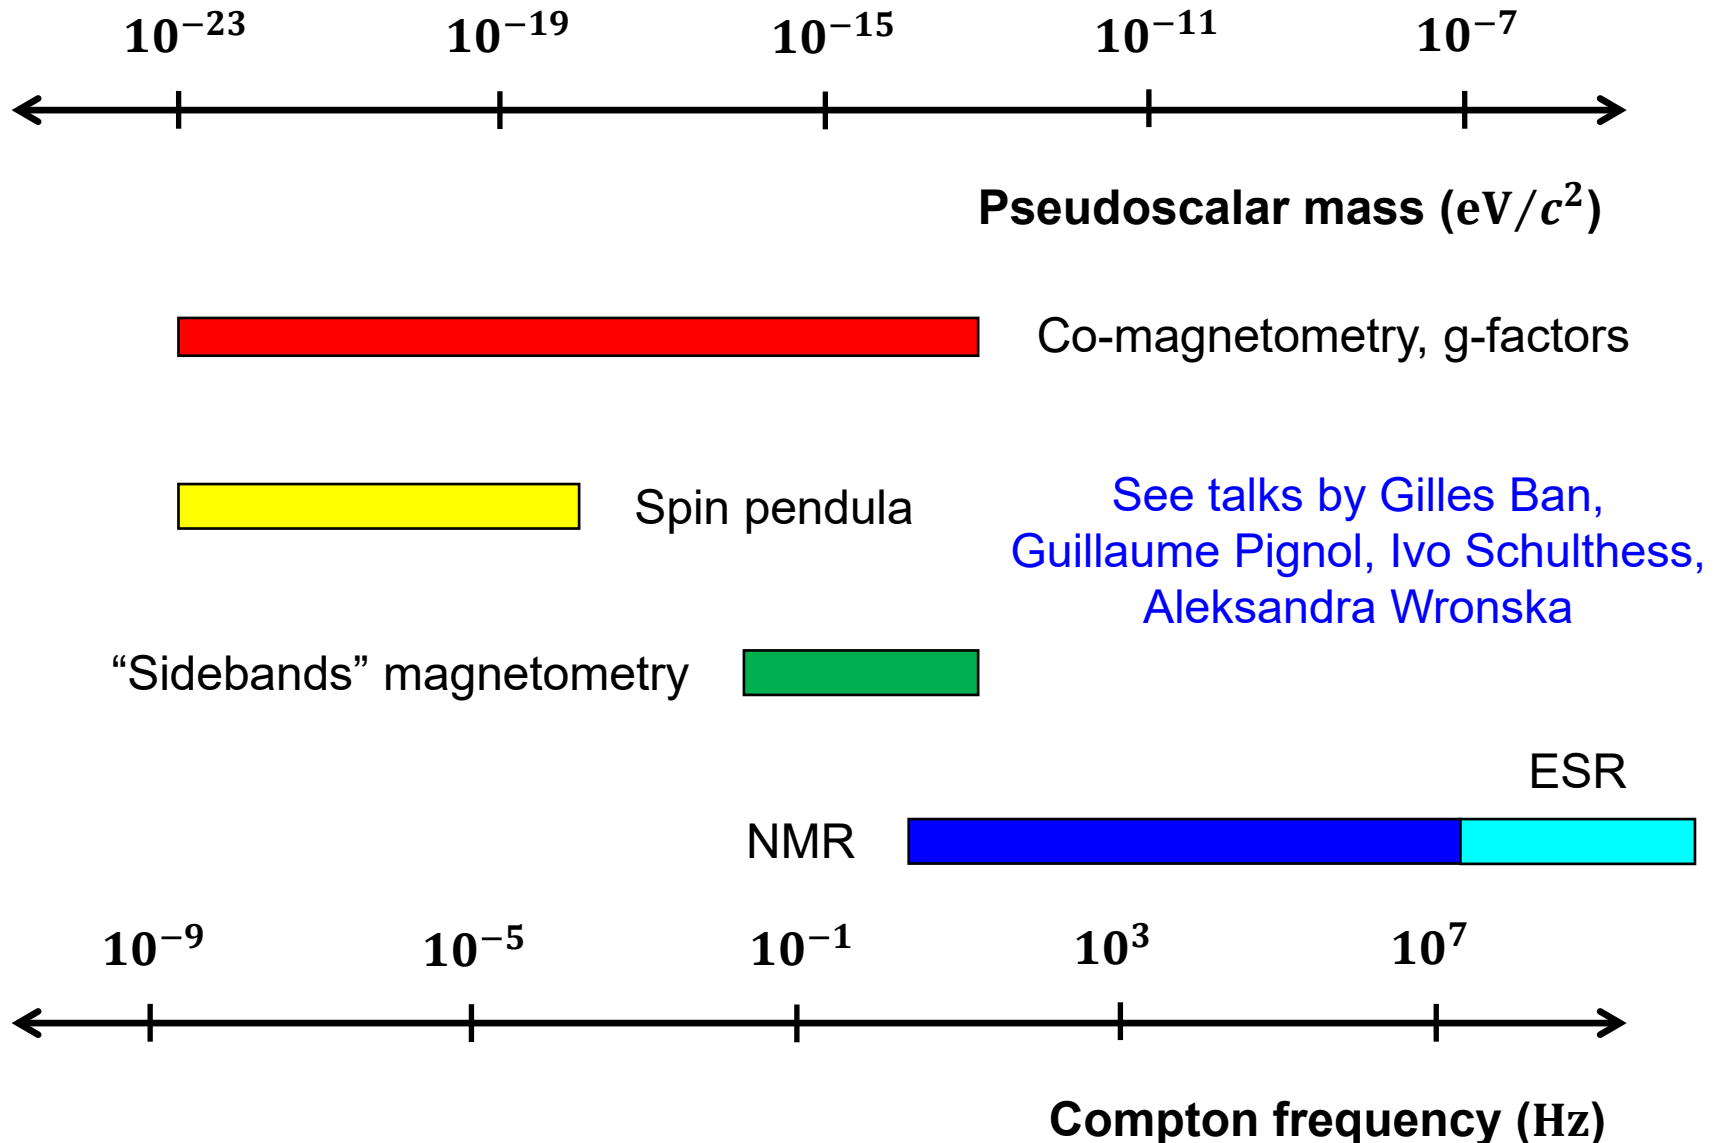 10⁻²³ 10⁻¹⁹ 10⁻¹⁵ 10⁻¹¹ 10⁻⁷
Pseudoscalar mass (eV/c²)
Co-magnetometry, g-factors
Spin pendula
See talks by Gilles Ban,
Guillaume Pignol, Ivo Schulthess,
Aleksandra Wronska
“Sidebands” magnetometry
ESR
NMR
10⁻⁹ 10⁻⁵ 10⁻¹ 10³ 10⁷
Compton frequency (Hz)